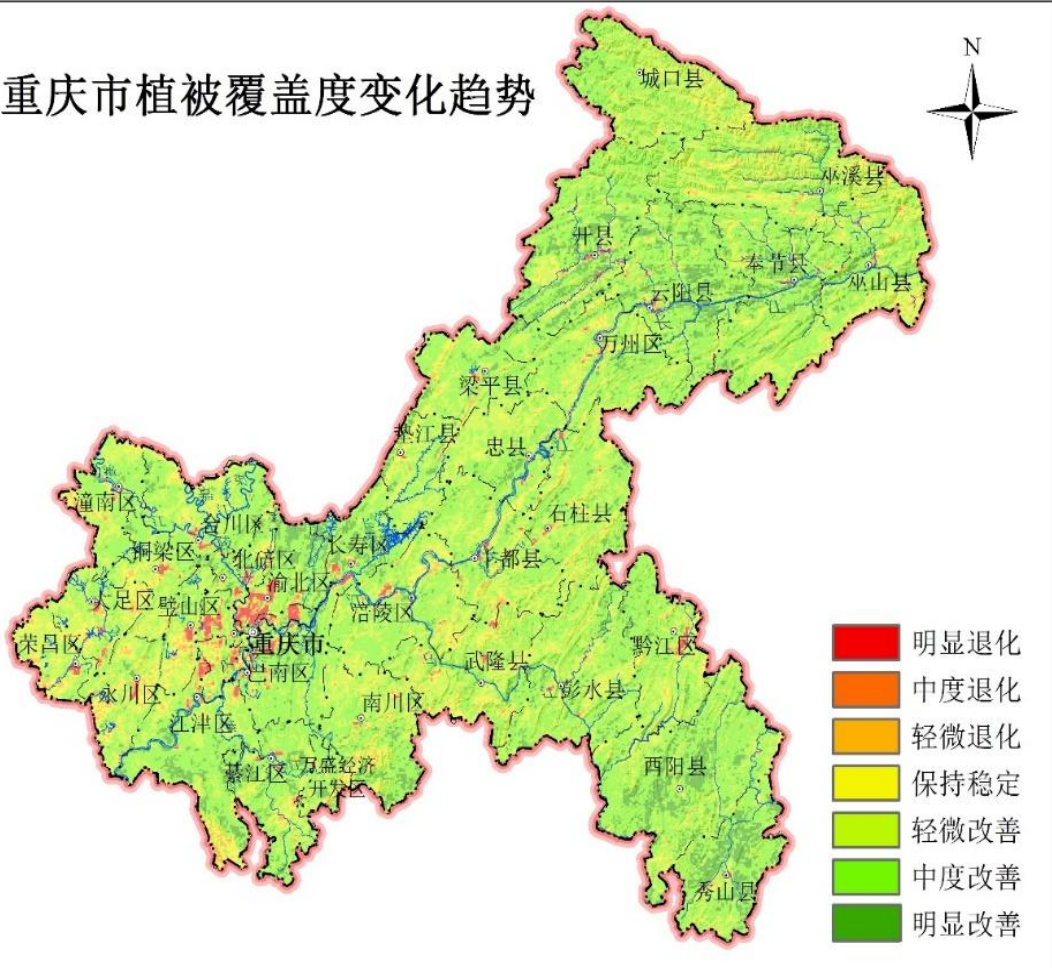 重庆市植被覆盖度变化趋势
N
城口县
巫溪县
开县
奉节县
巫山县
云阳县
万州区
梁平县
垫江县
忠县
石柱县
潼南区
合川区
铜梁区
北碚区
长寿区
丰都县
渝北区
大足区
璧山区
涪陵区
荣昌区
重庆市
黔江区
巴南区
武隆县
彭水县
永川区
南川区
江津区
綦江区
万盛经济
开发区
酉阳县
秀山县
明显退化
中度退化
轻微退化
保持稳定
轻微改善
中度改善
明显改善